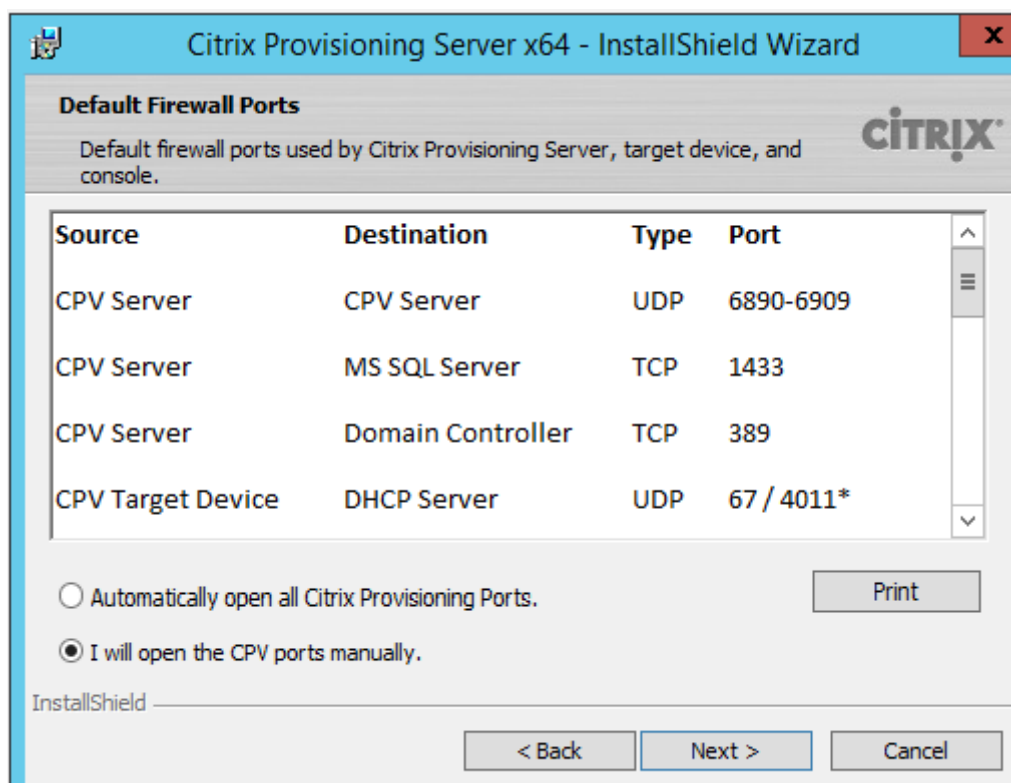 Citrix Provisioning Server x64 - InstallShield Wizard
x
Default Firewall Ports
Default firewall ports used by Citrix Provisioning Server, target device, and
console.
CİTRIX
Source Destination Type Port
CPV Server CPV Server UDP 6890-6909
CPV Server MS SQL Server TCP 1433
CPV Server Domain Controller TCP 389
CPV Target Device DHCP Server UDP 67 / 4011*
Automatically open all Citrix Provisioning Ports.
Print
I will open the CPV ports manually.
InstallShield
< Back Next > Cancel